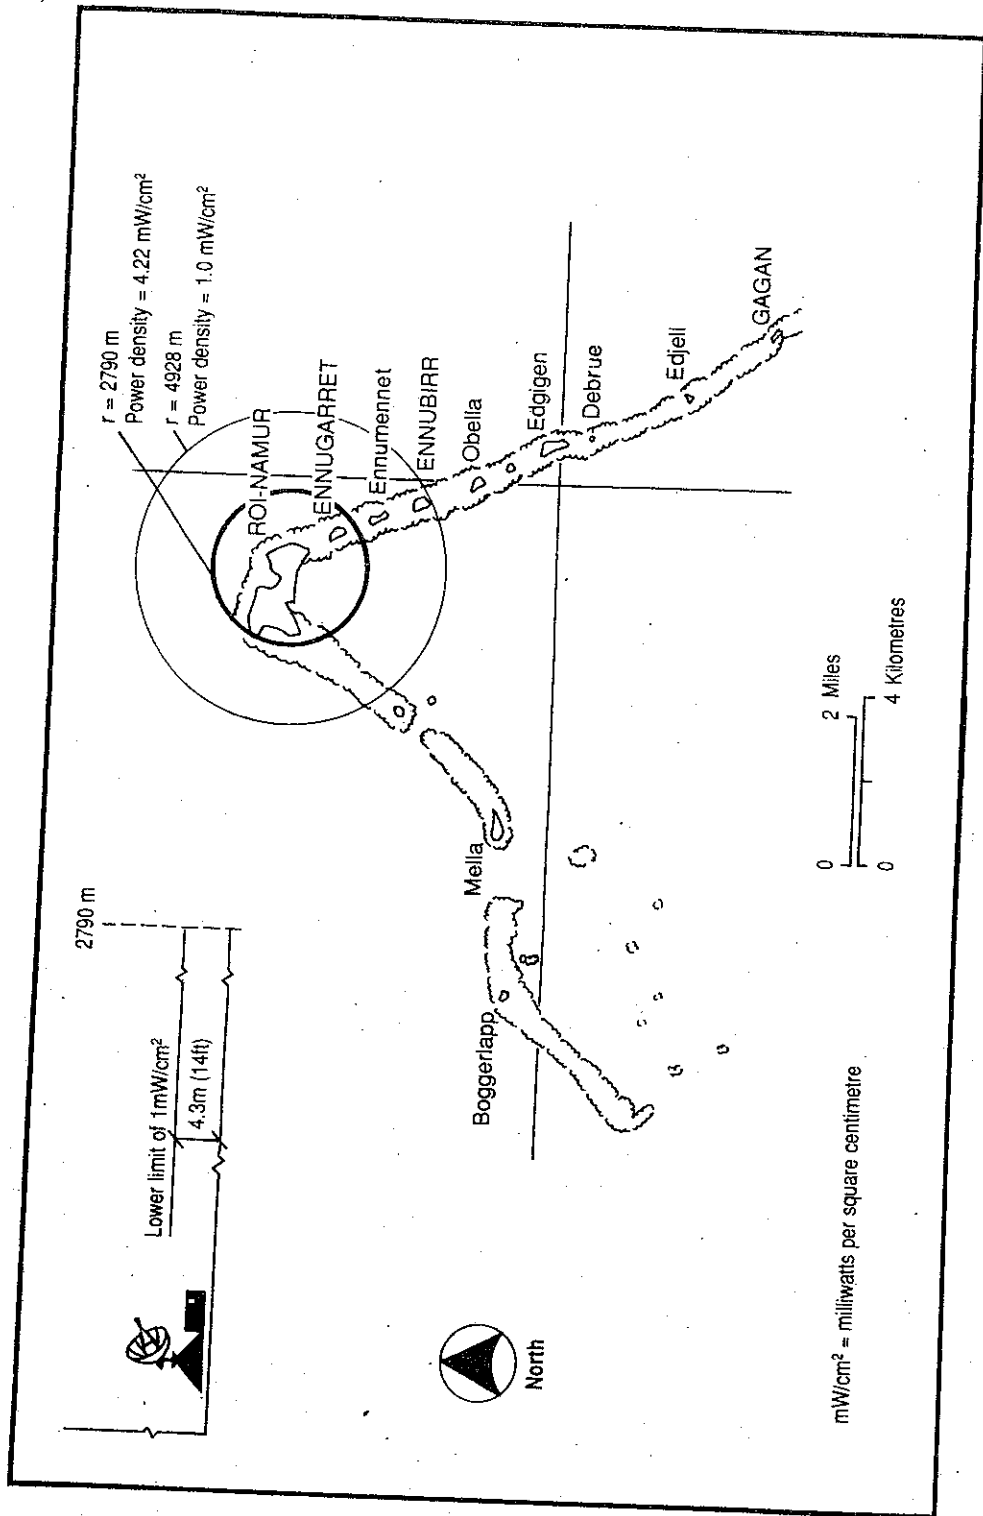 r = 2790 m
Power density = 4.22 mW/cm²
r = 4928 m
Power density = 1.0 mW/cm²
2790 m
Lower limit of 1mW/cm²
4.3m (14ft)
ROI-NAMUR
ENNUGARRET
Ennumennet
ENNUBIRR
Obella
Edgigen
Debrue
Edjell
GAGAN
Mella
Boggerlapp
North
0 2 Miles
0 4 Kilometres
mW/cm² = milliwatts per square centimetre